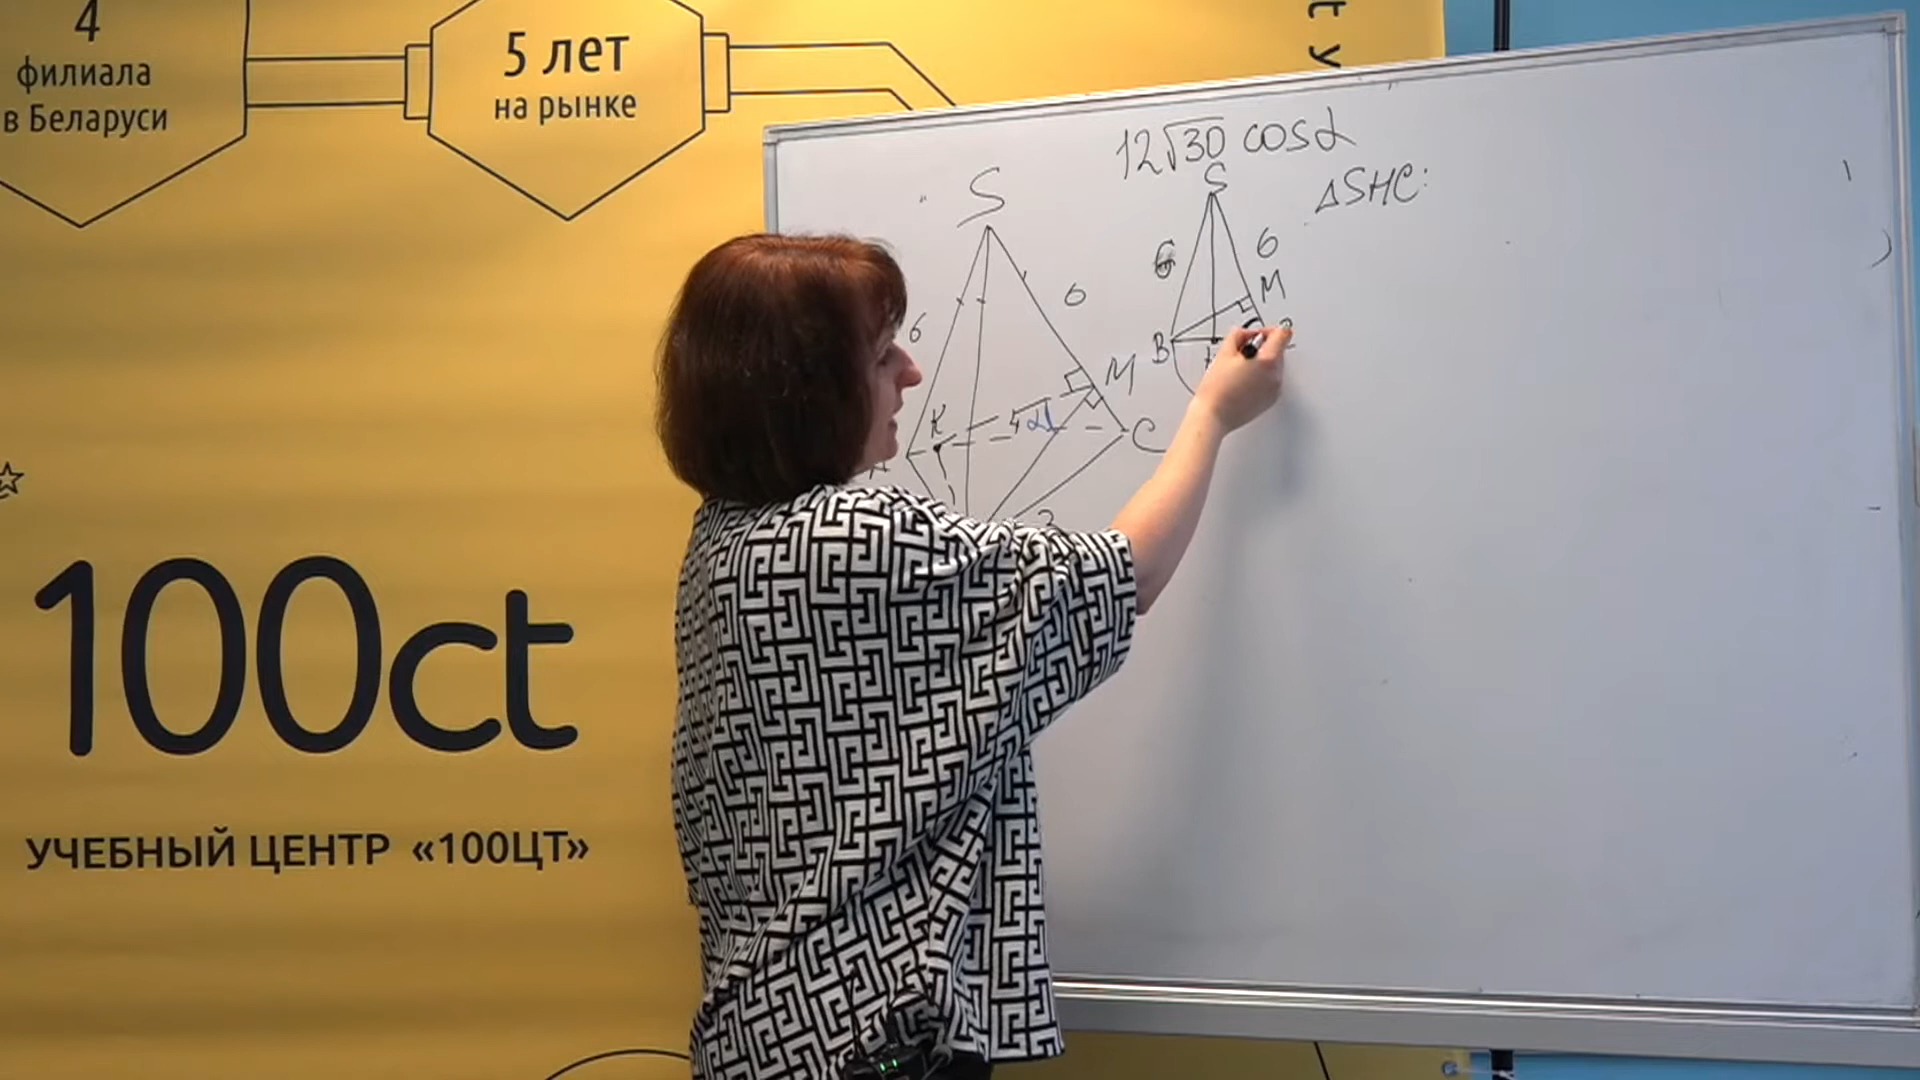 4
филиала
в Беларуси
5 лет
на рынке
ty
100ct
УЧЕБНЫЙ ЦЕНТР «100ЦТ»
12√30 cosα
ΔSHC:
S
6
6
M
B
S
6
6
M
K
α
C